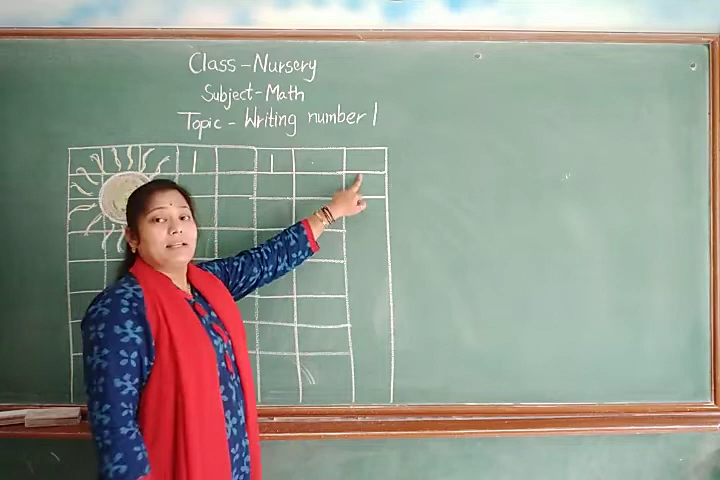 Class - Nursery
Subject - Math
Topic - Writing number 1
1 1